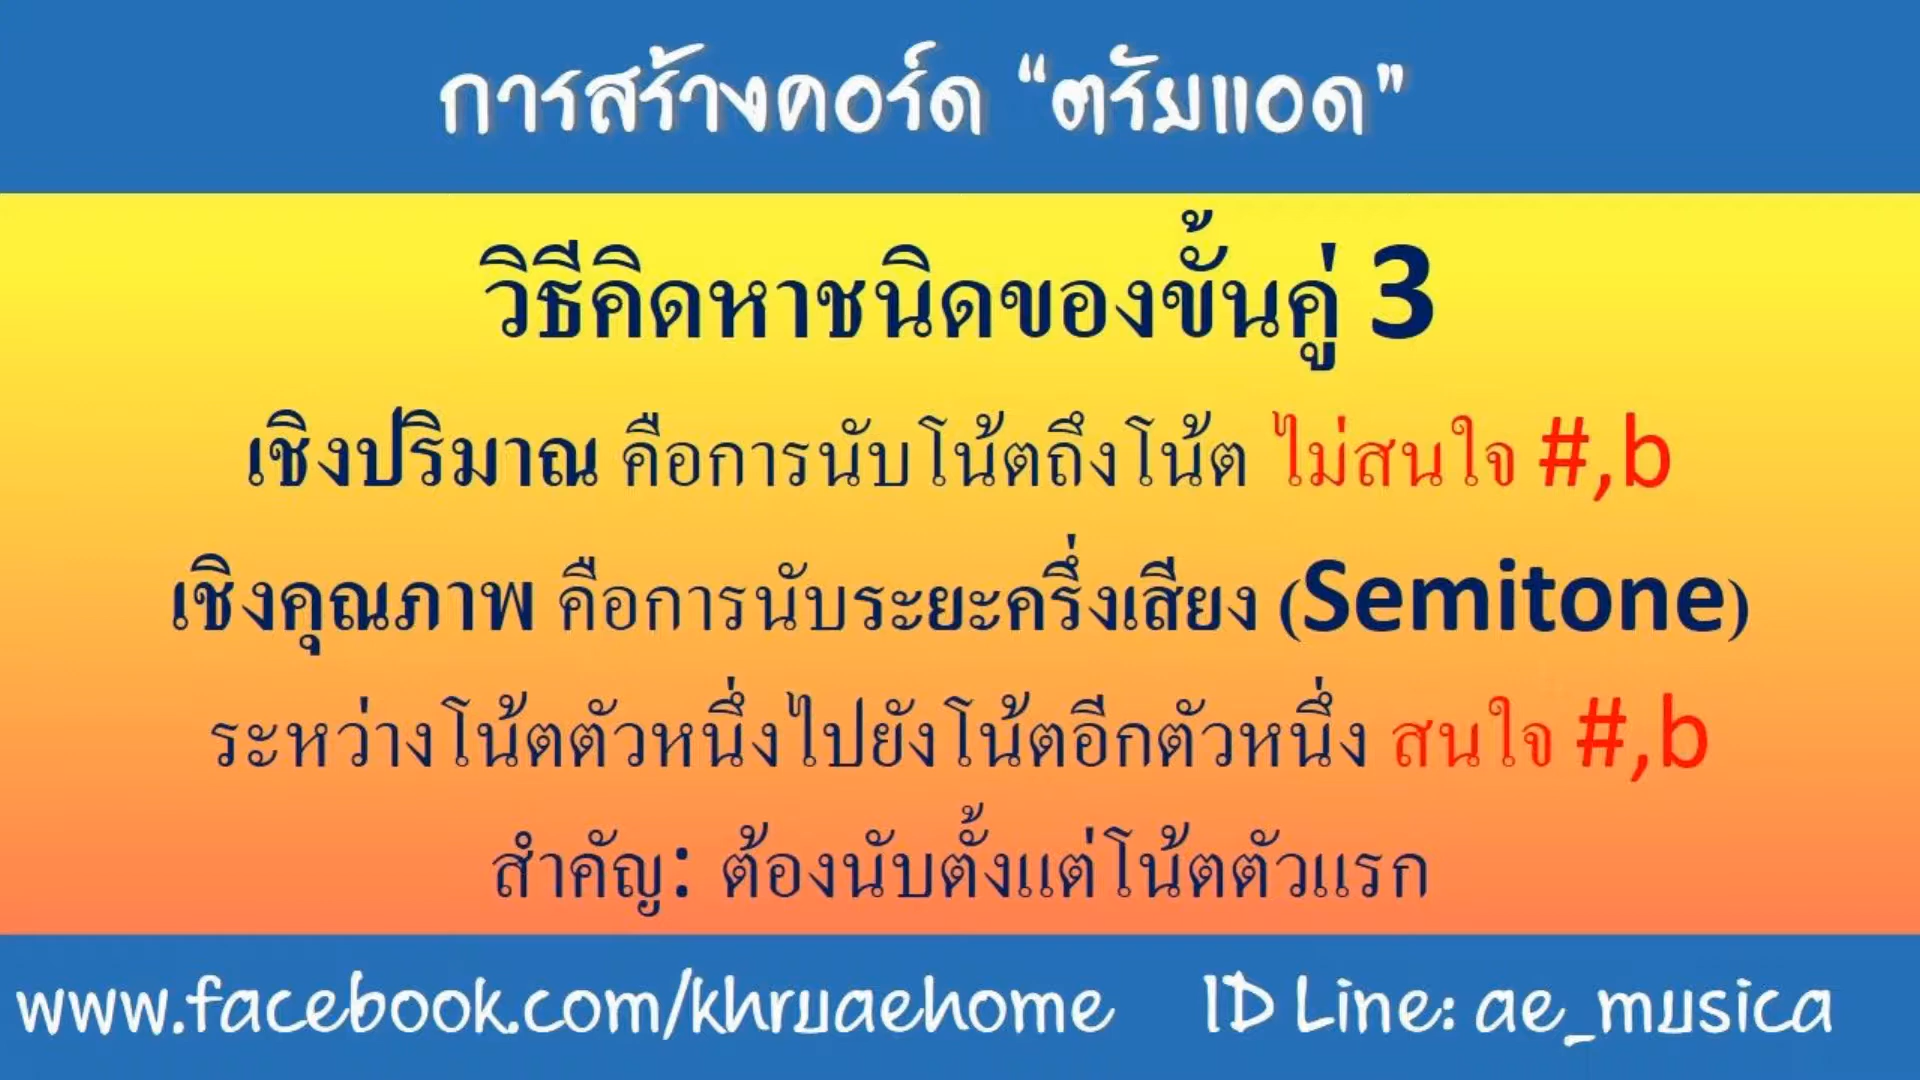 การสร้างคอร์ด “ตรัยแอด”
วิธีคิดหาชนิดของขั้นคู่ 3
เชิงปริมาณ คือการนับโน้ตถึงโน้ต ไม่สนใจ #,b
เชิงคุณภาพ คือการนับระยะครึ่งเสียง (Semitone)
ระหว่างโน้ตตัวหนึ่งไปยังโน้ตอีกตัวหนึ่ง สนใจ #,b
สำคัญ: ต้องนับตั้งแต่โน้ตตัวแรก
www.facebook.com/khruaehome ID Line: ae_musica